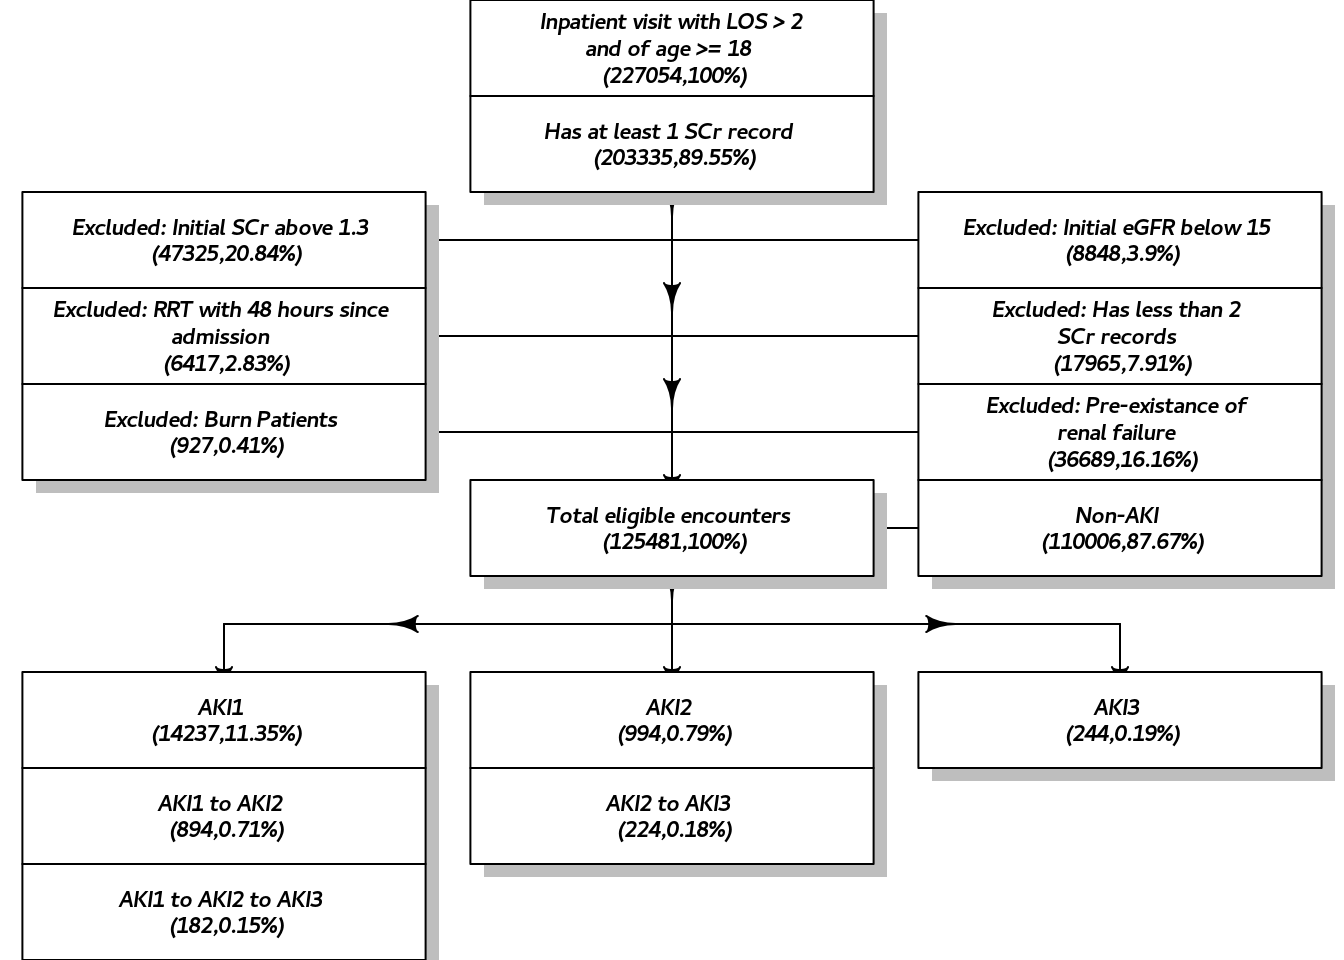 Inpatient visit with LOS > 2
and of age >= 18
(227054,100%)
Has at least 1 SCr record
(203335,89.55%)
Excluded: Initial SCr above 1.3
(47325,20.84%)
Excluded: Initial eGFR below 15
(8848,3.9%)
Excluded: RRT with 48 hours since
admission
(6417,2.83%)
Excluded: Has less than 2
SCr records
(17965,7.91%)
Excluded: Burn Patients
(927,0.41%)
Excluded: Pre-existance of
renal failure
(36689,16.16%)
Total eligible encounters
(125481,100%)
Non-AKI
(110006,87.67%)
AKI1
(14237,11.35%)
AKI2
(994,0.79%)
AKI3
(244,0.19%)
AKI1 to AKI2
(894,0.71%)
AKI2 to AKI3
(224,0.18%)
AKI1 to AKI2 to AKI3
(182,0.15%)